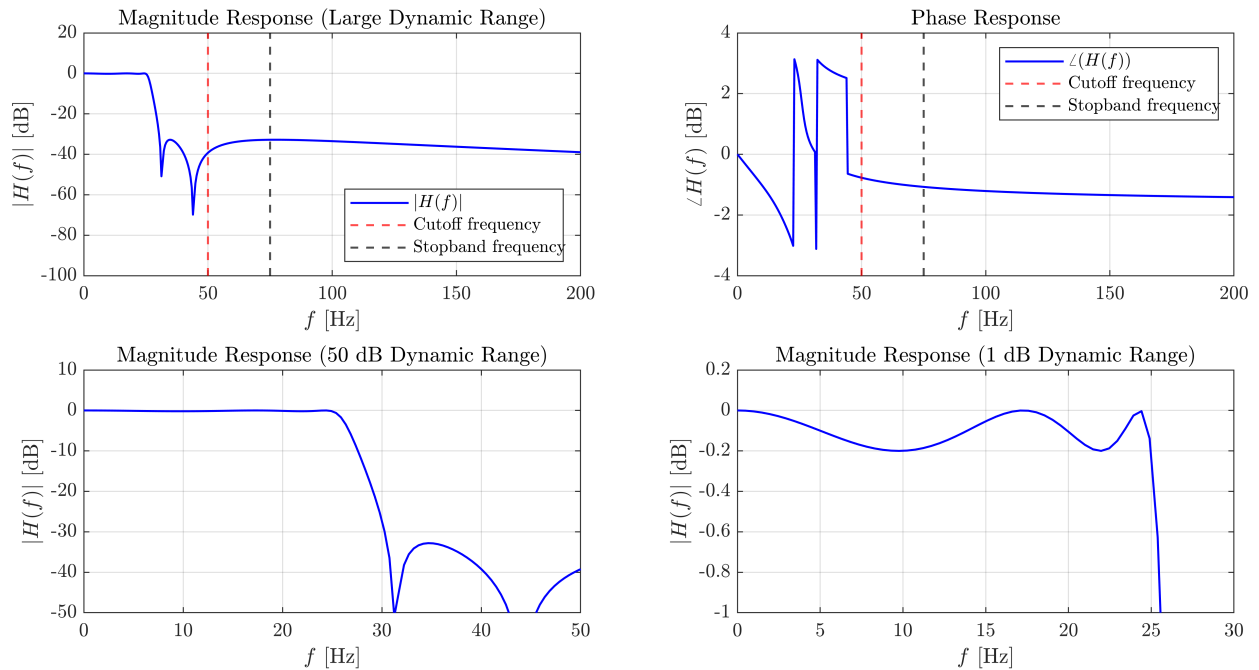 Magnitude Response (Large Dynamic Range)
20
0
-20
-40
-60
-80
-100
|H(f)| [dB]
|H(f)|
Cutoff frequency
Stopband frequency
0 50 100 150 200
f [Hz]
Phase Response
4
2
0
-2
-4
∠H(f) [dB]
∠(H(f))
Cutoff frequency
Stopband frequency
0 50 100 150 200
f [Hz]
Magnitude Response (50 dB Dynamic Range)
10
0
-10
-20
-30
-40
-50
|H(f)| [dB]
0 10 20 30 40 50
f [Hz]
Magnitude Response (1 dB Dynamic Range)
0.2
0
-0.2
-0.4
-0.6
-0.8
-1
|H(f)| [dB]
0 5 10 15 20 25 30
f [Hz]